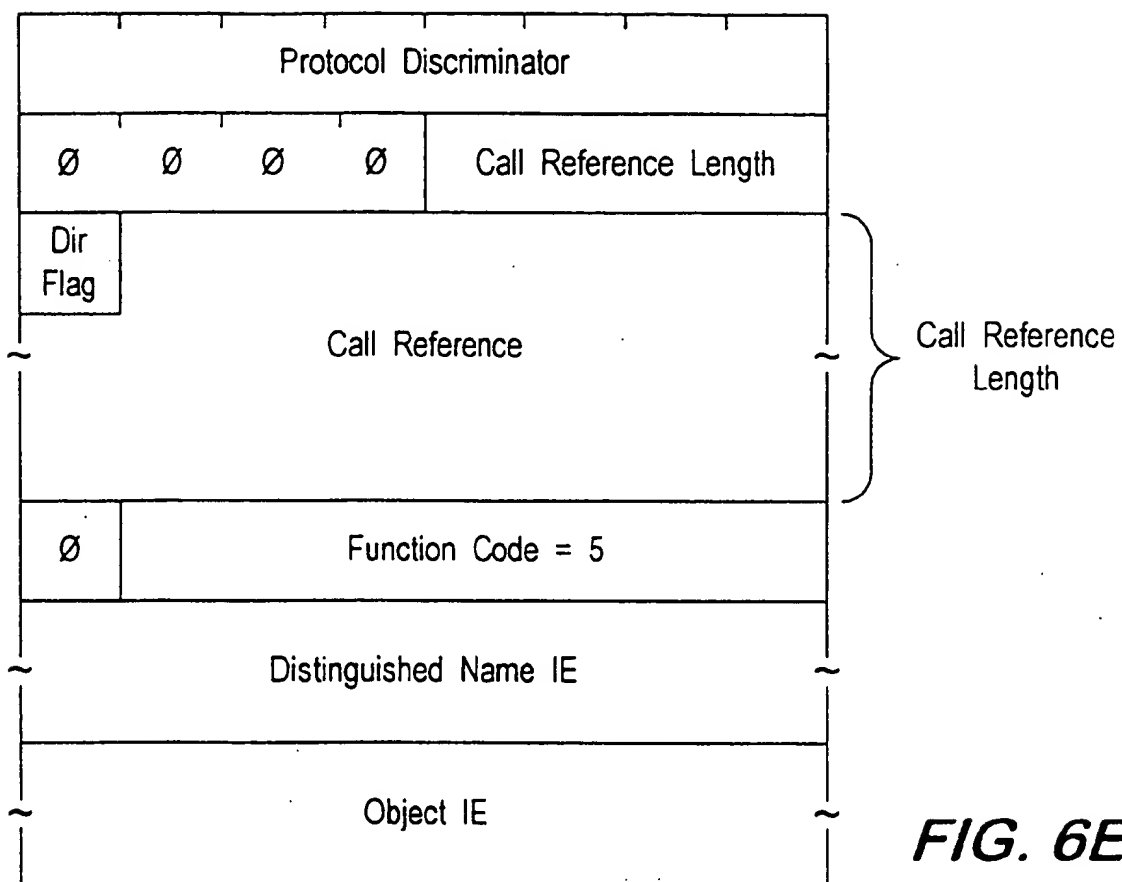 Protocol Discriminator
Ø Ø Ø Ø Call Reference Length
Dir
Flag
Call Reference
Call Reference
Length
Ø Function Code = 5
Distinguished Name IE
Object IE
FIG. 6E